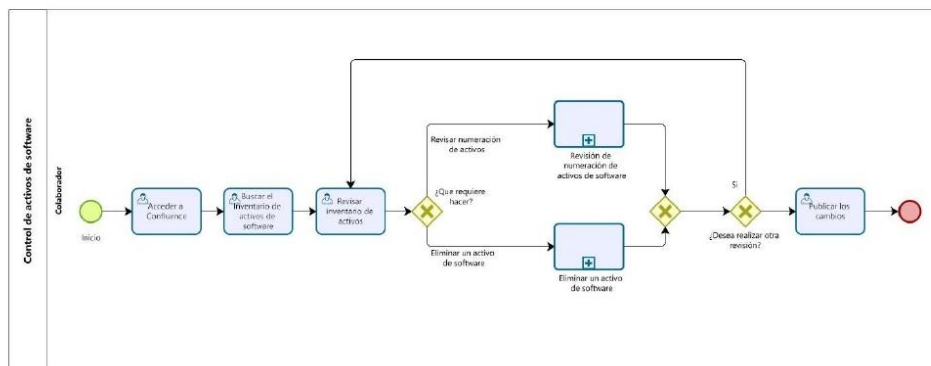 Control de activos de software
Colaborador
Inicio
Acceder a
Confluence
Buscar el
inventario de
activos de
software
Revisar
inventario de
activos
¿Que requiere
hacer?
Revisar numeración
de activos
Revisión de
numeración de
activos de software
Eliminar un activo
de software
Eliminar un activo
de software
Si
¿Desea realizar otra
revisión?
Publicar los
cambios